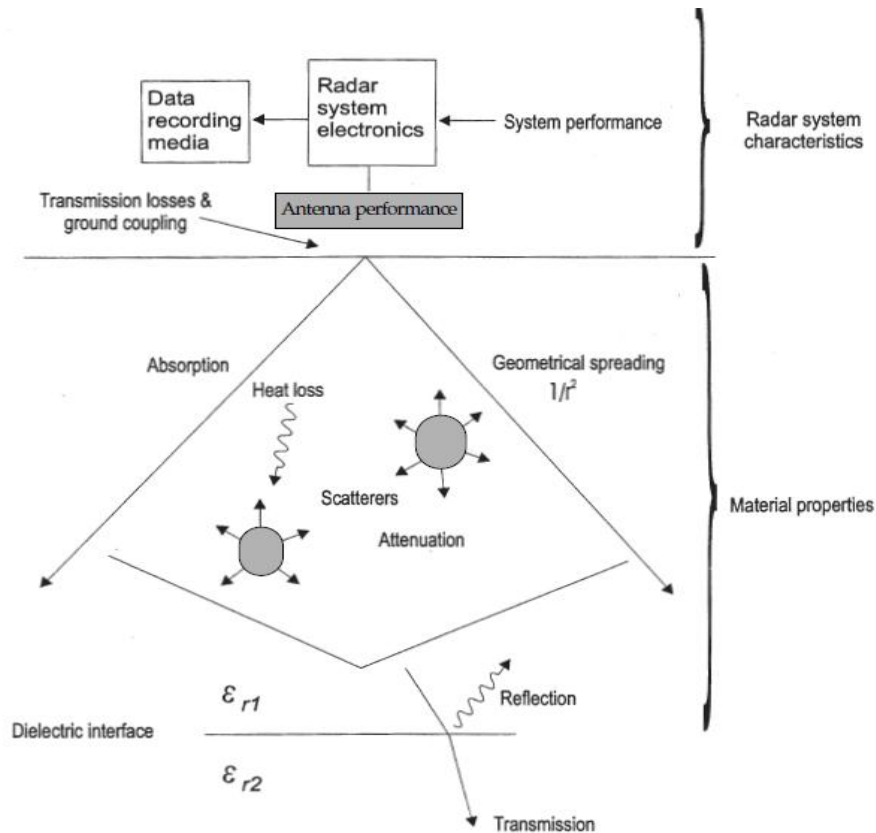 Data
recording
media
Radar
system
electronics
System performance
Radar system
characteristics
Transmission losses &
ground coupling
Antenna performance
Absorption
Geometrical spreading
1/r²
Heat loss
Scatterers
Attenuation
Material properties
ε r1
Reflection
Dielectric interface
ε r2
Transmission